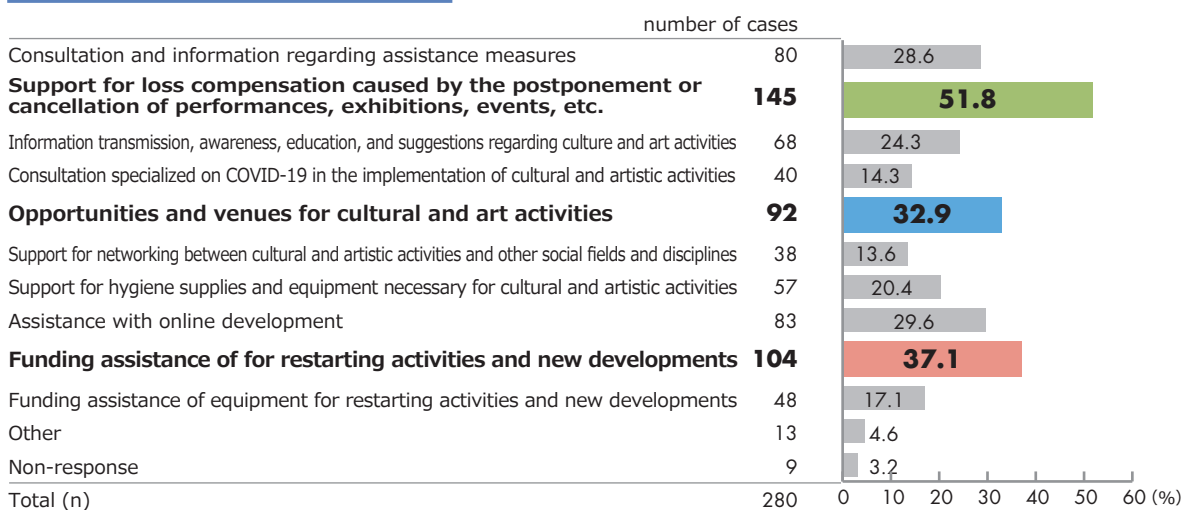 number of cases
Consultation and information regarding assistance measures 80 28.6
Support for loss compensation caused by the postponement or
cancellation of performances, exhibitions, events, etc. 145 51.8
Information transmission, awareness, education, and suggestions regarding culture and art activities 68 24.3
Consultation specialized on COVID-19 in the implementation of cultural and artistic activities 40 14.3
Opportunities and venues for cultural and art activities 92 32.9
Support for networking between cultural and artistic activities and other social fields and disciplines 38 13.6
Support for hygiene supplies and equipment necessary for cultural and artistic activities 57 20.4
Assistance with online development 83 29.6
Funding assistance of for restarting activities and new developments 104 37.1
Funding assistance of equipment for restarting activities and new developments 48 17.1
Other 13 4.6
Non-response 9 3.2
Total (n) 280 0 10 20 30 40 50 60 (%)